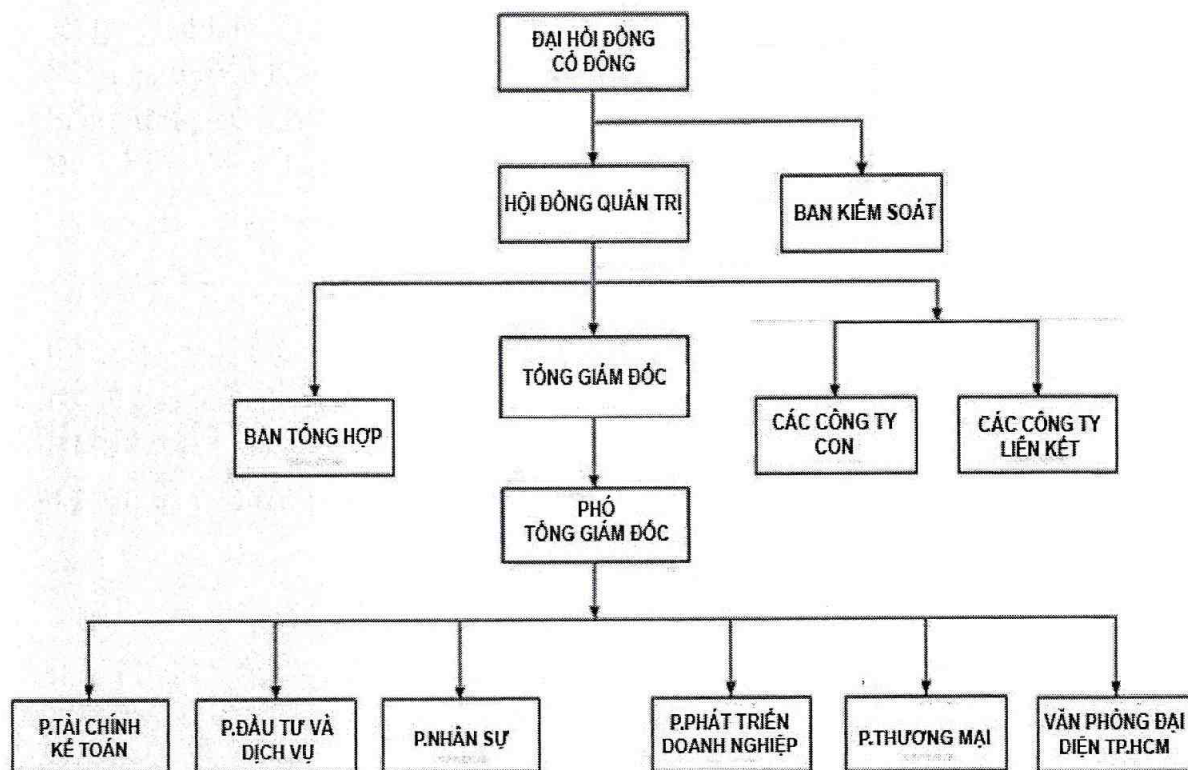 ĐẠI HỘI ĐỒNG
CỔ ĐÔNG
HỘI ĐỒNG QUẢN TRỊ
BAN KIỂM SOÁT
TỔNG GIÁM ĐỐC
BAN TỔNG HỢP
CÁC CÔNG TY
CON
CÁC CÔNG TY
LIÊN KẾT
PHÓ
TỔNG GIÁM ĐỐC
P.TÀI CHÍNH
KẾ TOÁN
P.ĐẦU TƯ VÀ
DỊCH VỤ
P.NHÂN SỰ
P.PHÁT TRIỂN
DOANH NGHIỆP
P.THƯƠNG MẠI
VĂN PHÒNG ĐẠI
DIỆN TP.HCM